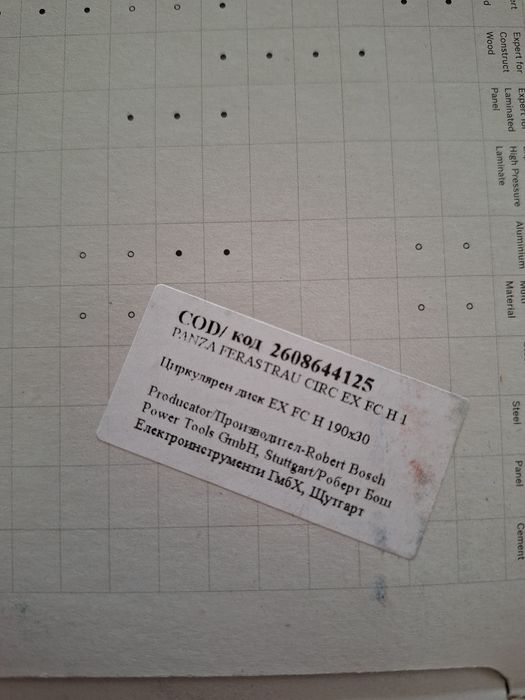 Expert for
Construct
Wood
Laminated
Panel
High Pressure
Laminate
Aluminium
Material
Steel
Panel
Cement
COD/ код 2608644125
PANZA FERASTRAU CIRC EX FC H 1
Циркулярен диск EX FC H 190x30
Producator/Производител-Robert Bosch
Power Tools GmbH, Stuttgart/Роберт Бош
Електроинструменти ГмбХ, Щутгарт